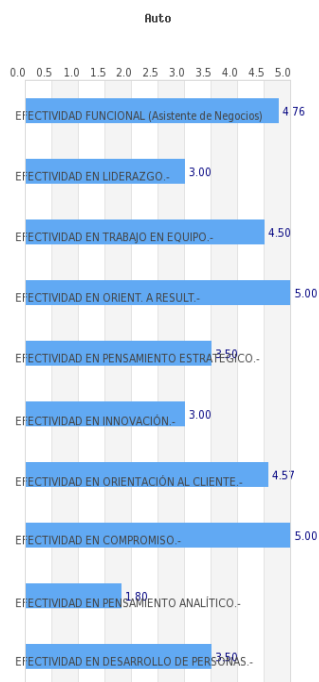 Auto
0.0 0.5 1.0 1.5 2.0 2.5 3.0 3.5 4.0 4.5 5.0
EFECTIVIDAD FUNCIONAL (Asistente de Negocios) 4.76
EFECTIVIDAD EN LIDERAZGO.- 3.00
EFECTIVIDAD EN TRABAJO EN EQUIPO.- 4.50
EFECTIVIDAD EN ORIENT. A RESULT.- 5.00
EFECTIVIDAD EN PENSAMIENTO ESTRATEGICO.- 3.50
EFECTIVIDAD EN INNOVACIÓN.- 3.00
EFECTIVIDAD EN ORIENTACIÓN AL CLIENTE.- 4.57
EFECTIVIDAD EN COMPROMISO.- 5.00
EFECTIVIDAD EN PENSAMIENTO ANALÍTICO.- 1.80
EFECTIVIDAD EN DESARROLLO DE PERSONAS.- 3.50